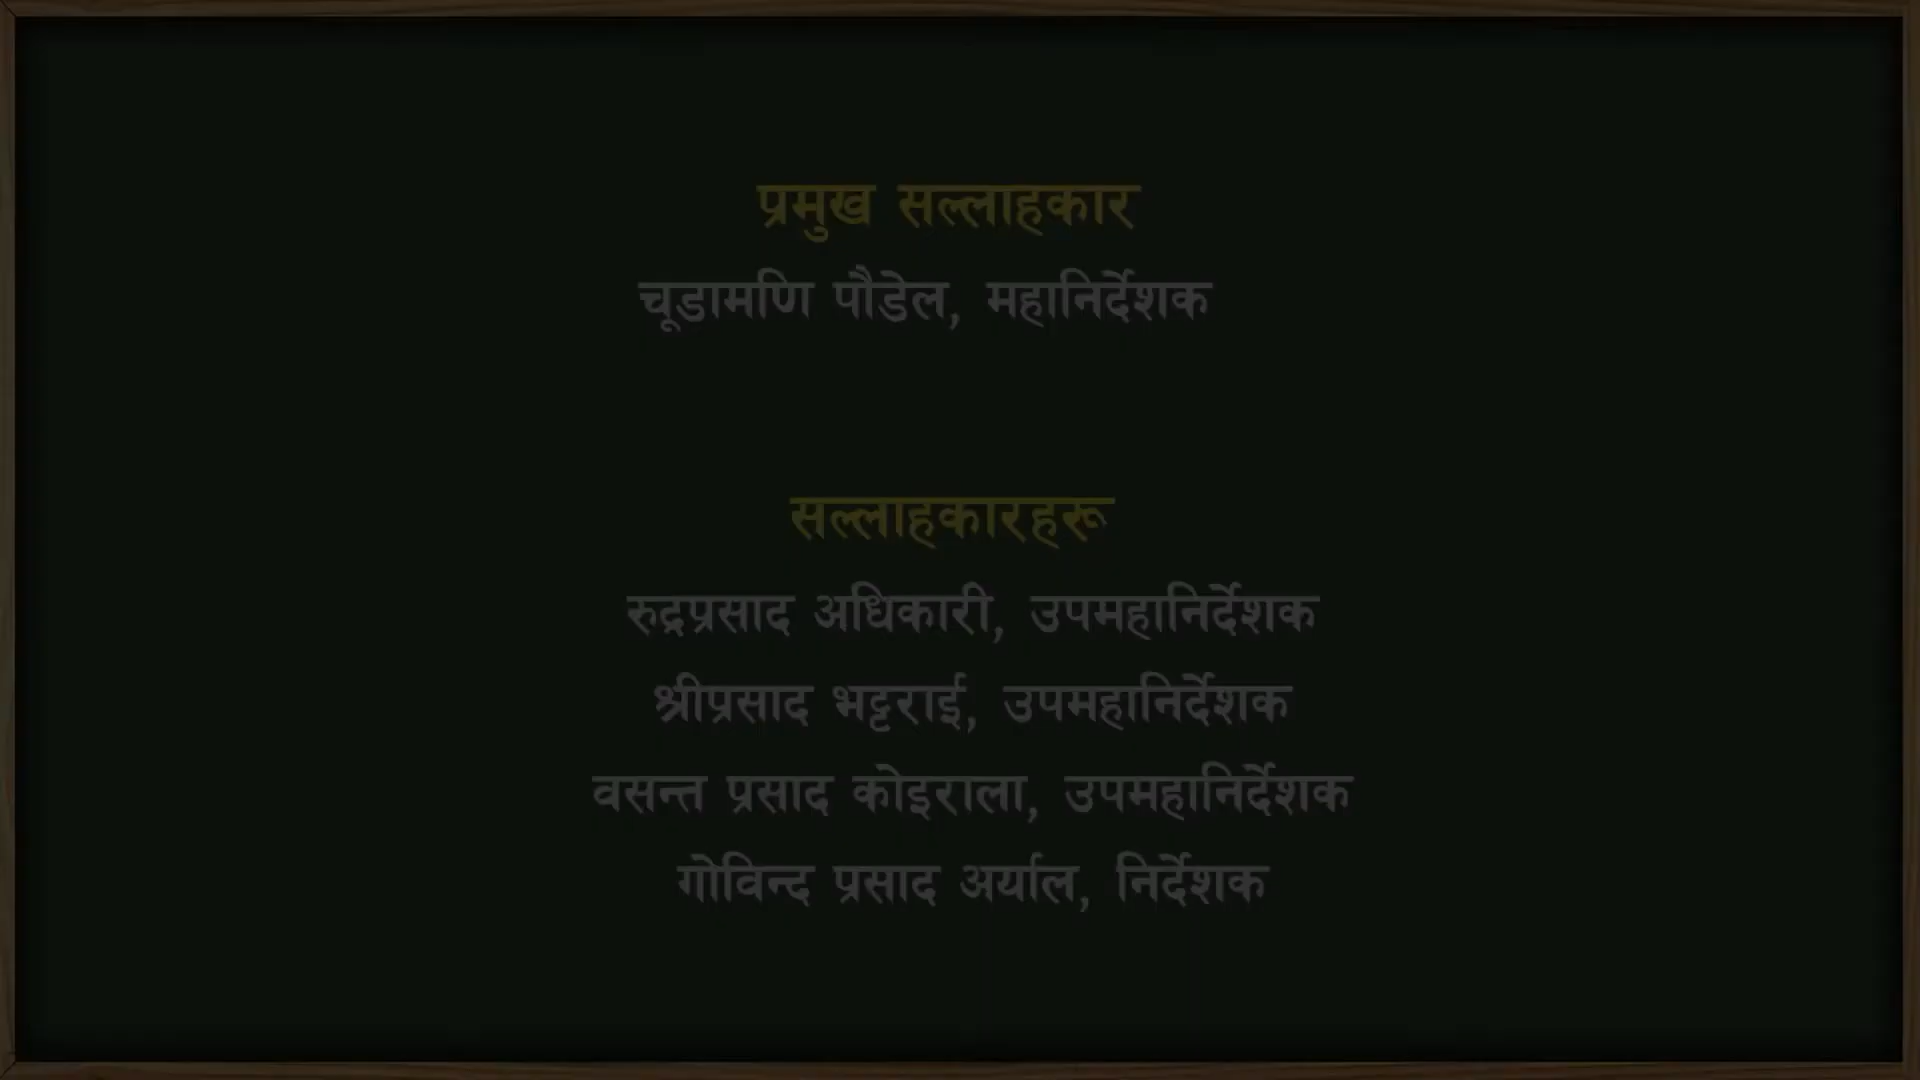 प्रमुख सल्लाहकार
चूडामणि पौडेल, महानिर्देशक
सल्लाहकारहरू
रुद्रप्रसाद अधिकारी, उपमहानिर्देशक
श्रीप्रसाद भट्टराई, उपमहानिर्देशक
वसन्त प्रसाद कोइराला, उपमहानिर्देशक
गोविन्द प्रसाद अर्याल, निर्देशक